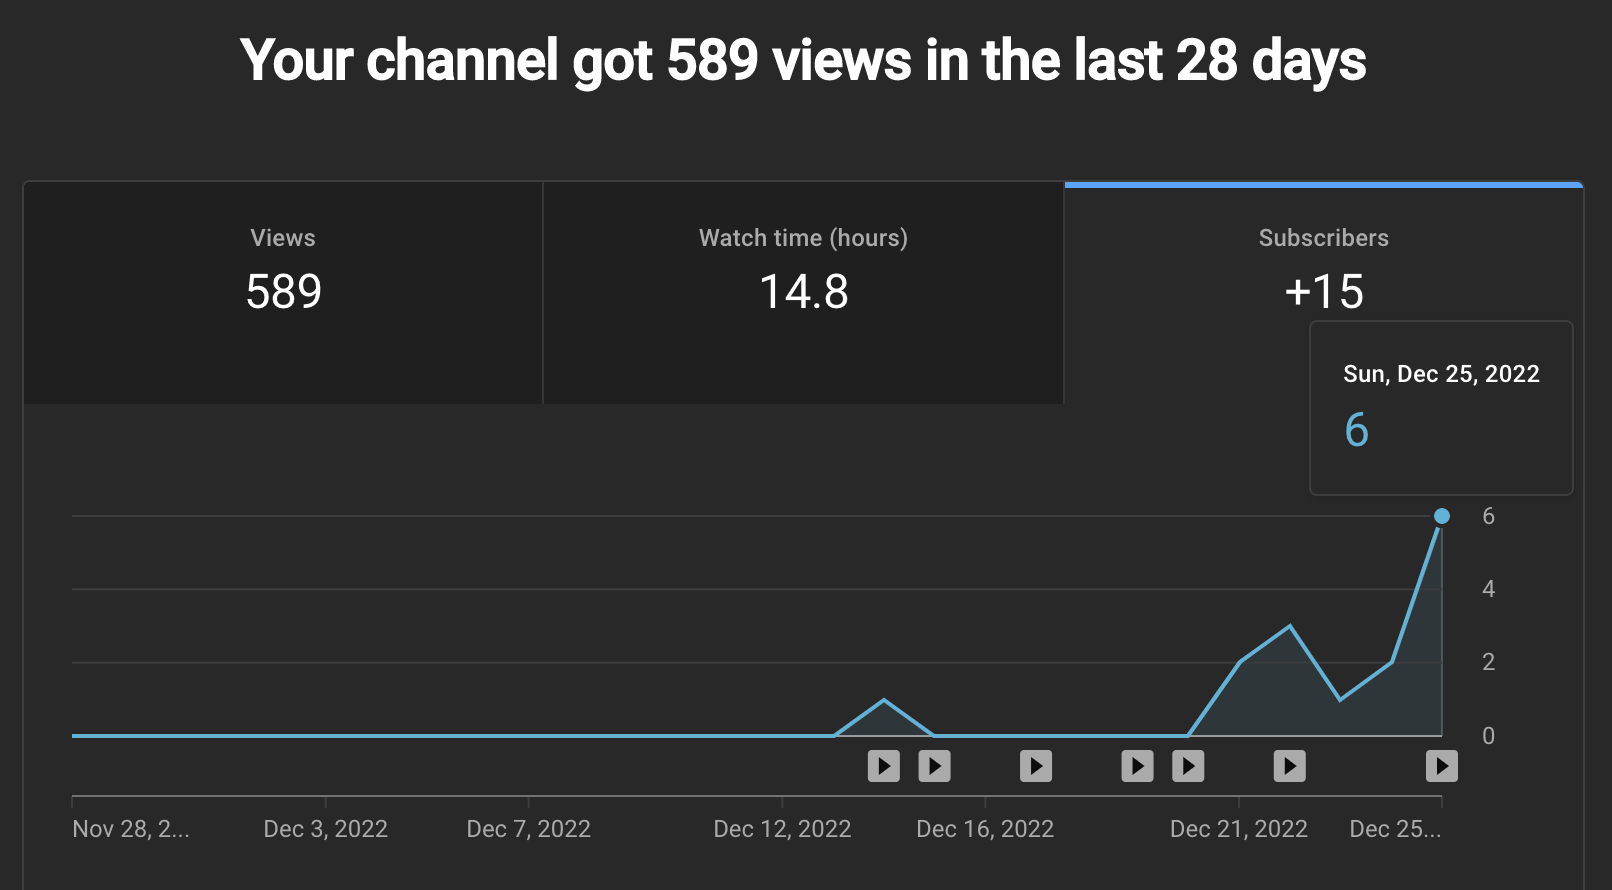 Your channel got 589 views in the last 28 days
Views
589
Watch time (hours)
14.8
Subscribers
+15
Sun, Dec 25, 2022
6
6
4
2
0
Nov 28, 2... Dec 3, 2022 Dec 7, 2022 Dec 12, 2022 Dec 16, 2022 Dec 21, 2022 Dec 25...